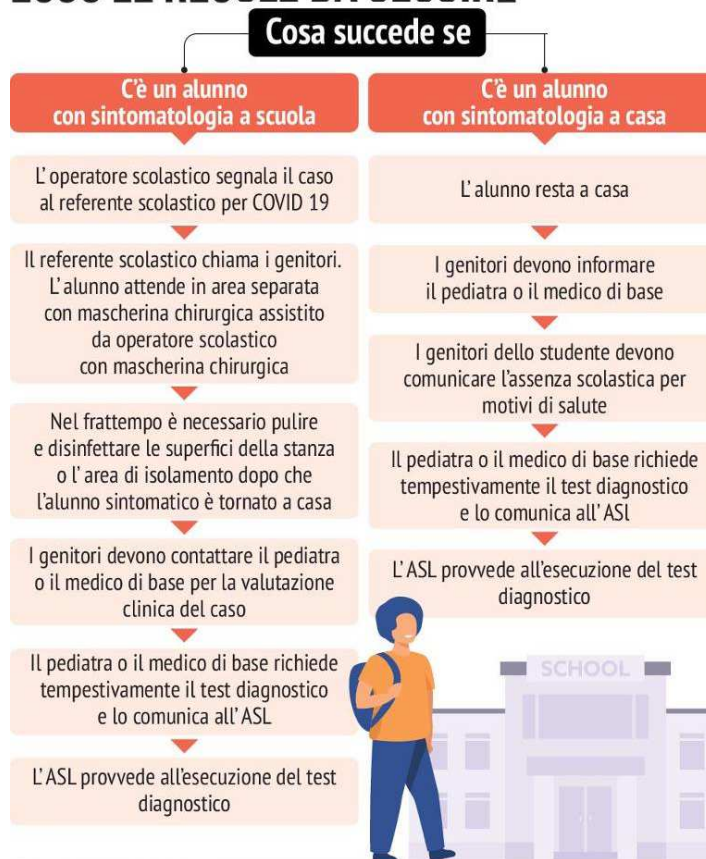 ECCO LE REGOLE DA SEGUIRE
Cosa succede se
C'è un alunno
con sintomatologia a scuola
L' operatore scolastico segnala il caso
al referente scolastico per COVID 19
Il referente scolastico chiama i genitori.
L' alunno attende in area separata
con mascherina chirurgica assistito
da operatore scolastico
con mascherina chirurgica
Nel frattempo è necessario pulire
e disinfettare le superfici della stanza
o l' area di isolamento dopo che
l'alunno sintomatico è tornato a casa
I genitori devono contattare il pediatra
o il medico di base per la valutazione
clinica del caso
Il pediatra o il medico di base richiede
tempestivamente il test diagnostico
e lo comunica all' ASL
L' ASL provvede all'esecuzione del test
diagnostico
C'è un alunno
con sintomatologia a casa
L' alunno resta a casa
I genitori devono informare
il pediatra o il medico di base
I genitori dello studente devono
comunicare l'assenza scolastica per
motivi di salute
Il pediatra o il medico di base richiede
tempestivamente il test diagnostico
e lo comunica all' ASl
L' ASL provvede all'esecuzione del test
diagnostico
SCHOOL